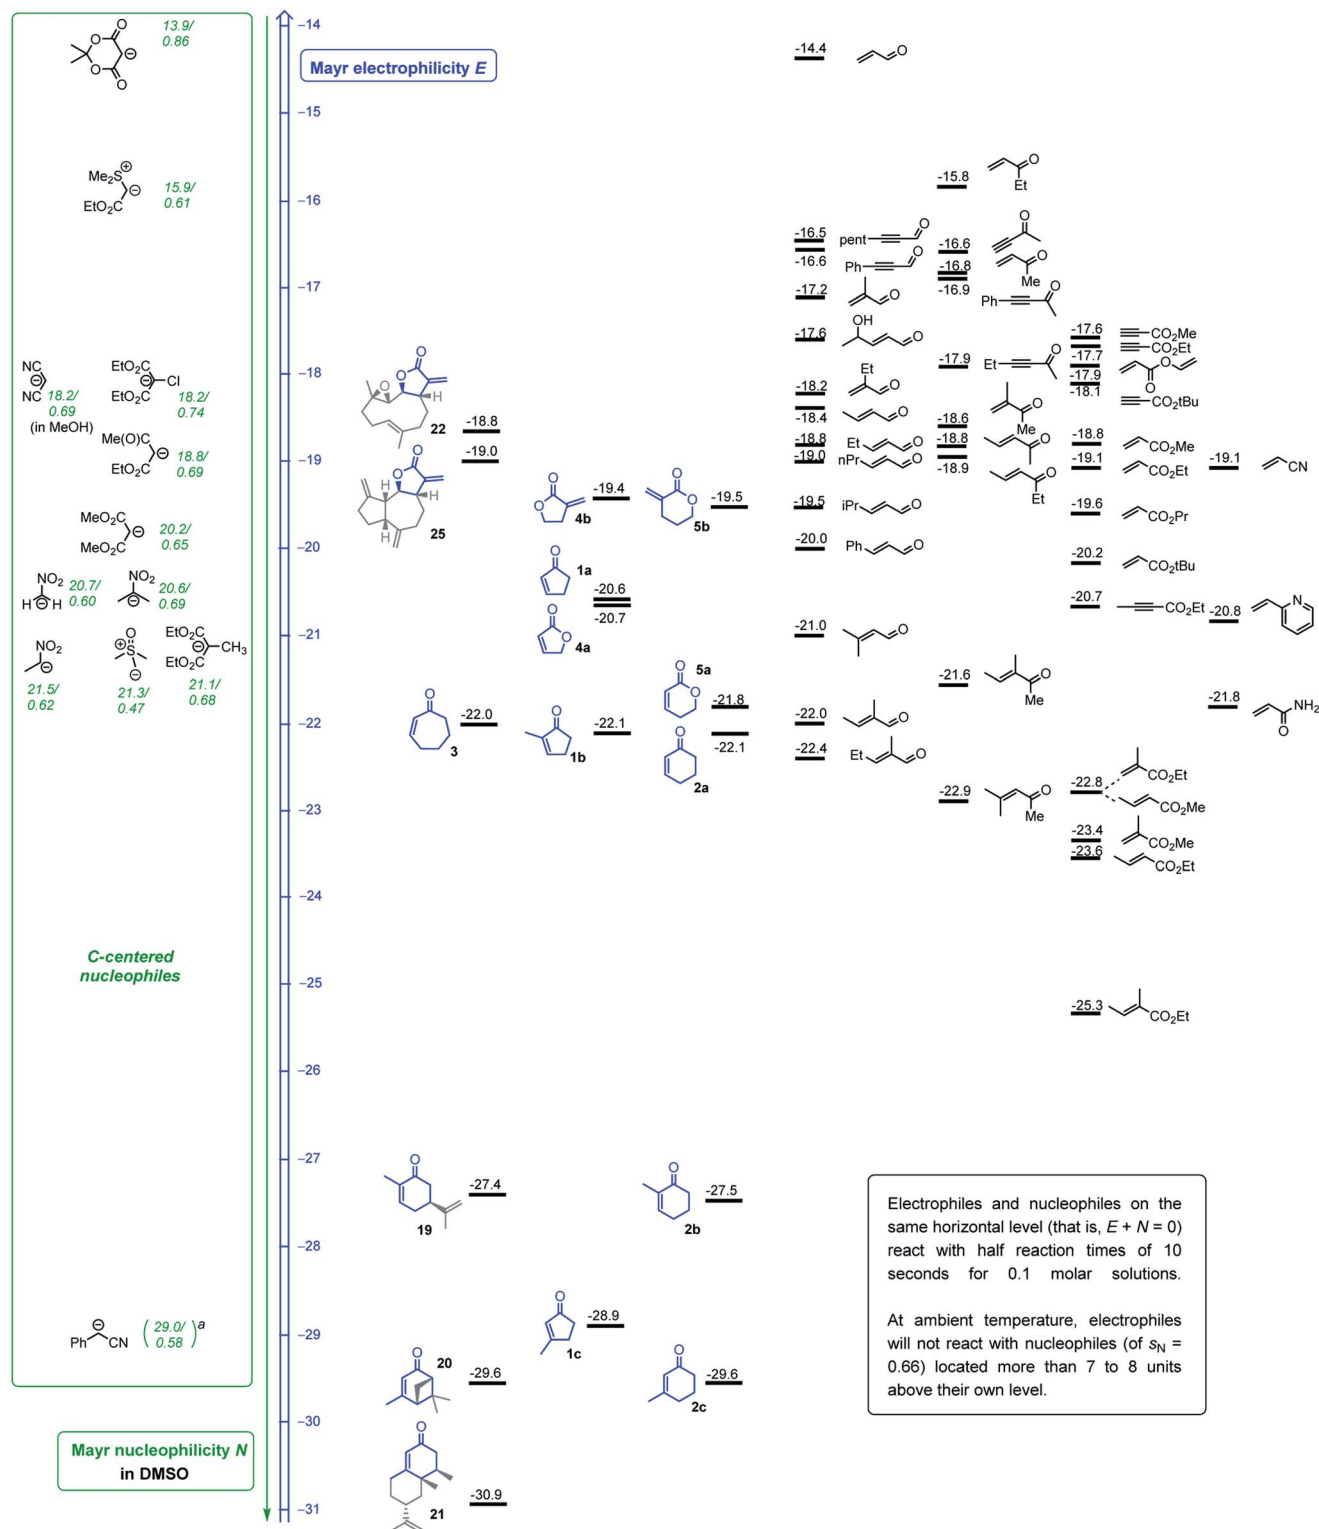 Mayr electrophilicity E
–14
–15
–16
–17
–18
–19
–20
–21
–22
–23
–24
–25
–26
–27
–28
–29
–30
–31
O
O
O
O
⊖
13.9/
0.86
Me2S
⊕
⊖
EtO2C
15.9/
0.61
NC
⊖
NC
18.2/
0.69
(in MeOH)
EtO2C
⊖
Cl
EtO2C
18.2/
0.74
Me(O)C
⊖
EtO2C
18.8/
0.69
MeO2C
⊖
MeO2C
20.2/
0.65
NO2
H
⊖
H
20.7/
0.60
NO2
⊖
20.6/
0.69
NO2
⊖
21.5/
0.62
O
S
⊕
⊖
21.3/
0.47
EtO2C
⊖
CH3
EtO2C
21.1/
0.68
C-centered
nucleophiles
Ph
⊖
CN
(29.0/
0.58)a
Mayr nucleophilicity N
in DMSO
O
O
O
H
22
-18.8
-19.0
O
O
H
H
H
25
O
O
4b
-19.4
O
O
5b
-19.5
O
1a
-20.6
-20.7
O
O
4a
O
3
-22.0
O
1b
-22.1
5a
O
O
-21.8
O
2a
-22.1
O
19
-27.4
O
2b
-27.5
O
1c
-28.9
20
O
-29.6
O
2c
-29.6
O
21
-30.9
-14.4
O
-16.5
pent
O
-16.6
Ph
O
-17.2
O
-17.6
OH
O
-18.2
Et
O
-18.4
O
-18.8
Et
O
-19.0
nPr
O
-19.5
iPr
O
-20.0
Ph
O
-21.0
O
-22.0
O
-22.4
Et
O
-15.8
O
Et
-16.6
O
-16.8
O
Me
-16.9
Ph
O
-17.9
Et
O
-18.6
O
Me
-18.8
O
-18.9
O
Et
-21.6
O
Me
-22.9
O
Me
-17.6
CO2Me
CO2Et
-17.7
-17.9
O
O
-18.1
CO2tBu
-18.8
CO2Me
-19.1
CO2Et
-19.6
CO2Pr
-20.2
CO2tBu
-20.7
CO2Et
-22.8
CO2Et
CO2Me
-23.4
CO2Me
-23.6
CO2Et
-25.3
CO2Et
-19.1
CN
-20.8
N
-21.8
NH2
O
Electrophiles and nucleophiles on the
same horizontal level (that is, E + N = 0)
react with half reaction times of 10
seconds for 0.1 molar solutions.
At ambient temperature, electrophiles
will not react with nucleophiles (of sN =
0.66) located more than 7 to 8 units
above their own level.